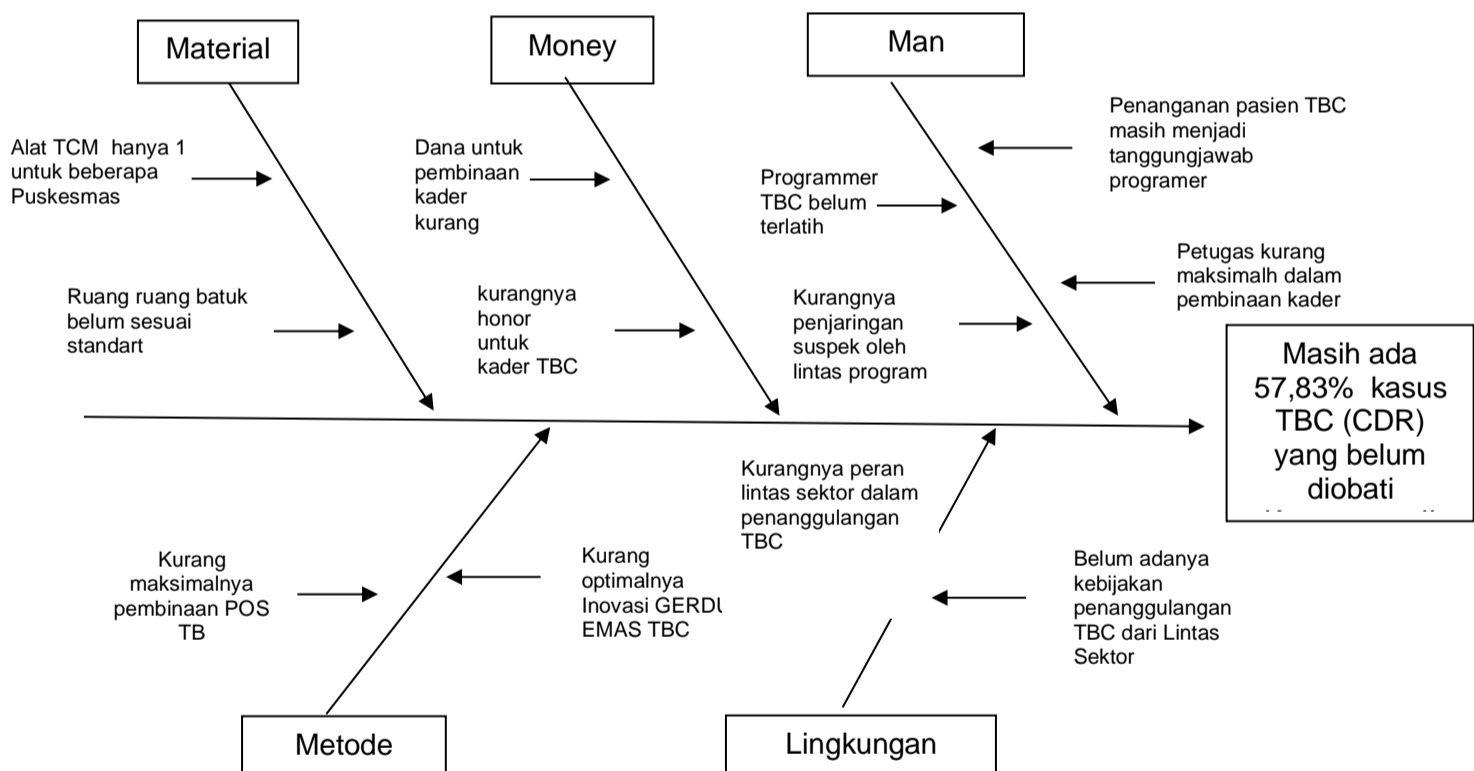 Material
Money
Man
Alat TCM hanya 1
untuk beberapa
Puskesmas
Ruang ruang batuk
belum sesuai
standart
Dana untuk
pembinaan
kader
kurang
kurangnya
honor
untuk
kader TBC
Programmer
TBC belum
terlatih
Kurangnya
penjaringan
suspek oleh
lintas program
Penanganan pasien TBC
masih menjadi
tanggungjawab
programer
Petugas kurang
maksimalh dalam
pembinaan kader
Masih ada
57,83% kasus
TBC (CDR)
yang belum
diobati
Kurang
maksimalnya
pembinaan POS
TB
Kurang
optimalnya
Inovasi
EMAS TBC
Kurangnya peran
lintas sektor dalam
penanggulangan
TBC
Belum adanya
kebijakan
penanggulangan
TBC dari Lintas
Sektor
Metode
Lingkungan